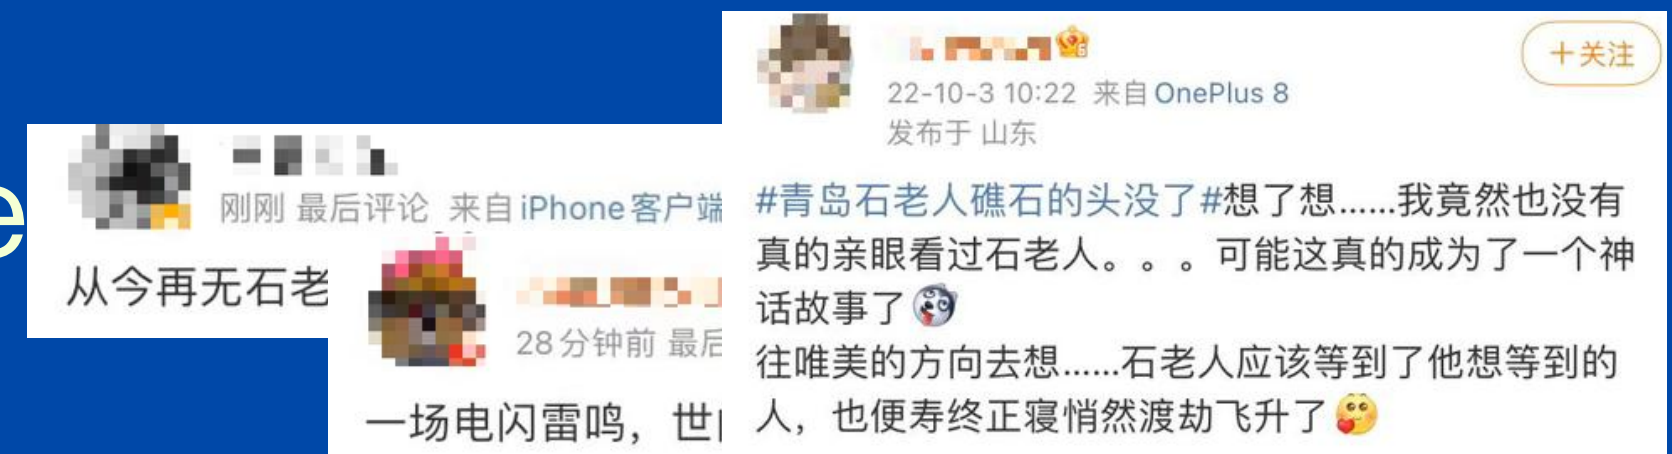 e
刚刚 最后评论 来自 iPhone客户端
从今再无石老
28分钟前 最后
一场电闪雷鸣，世
+关注
22-10-3 10:22 来自 OnePlus 8
发布于 山东
#青岛石老人礁石的头没了#想了想......我竟然也没有
真的亲眼看过石老人。。。可能这真的成为了一个神
话故事了
往唯美的方向去想......石老人应该等到了他想等到的
人，也便寿终正寝悄然渡劫飞升了